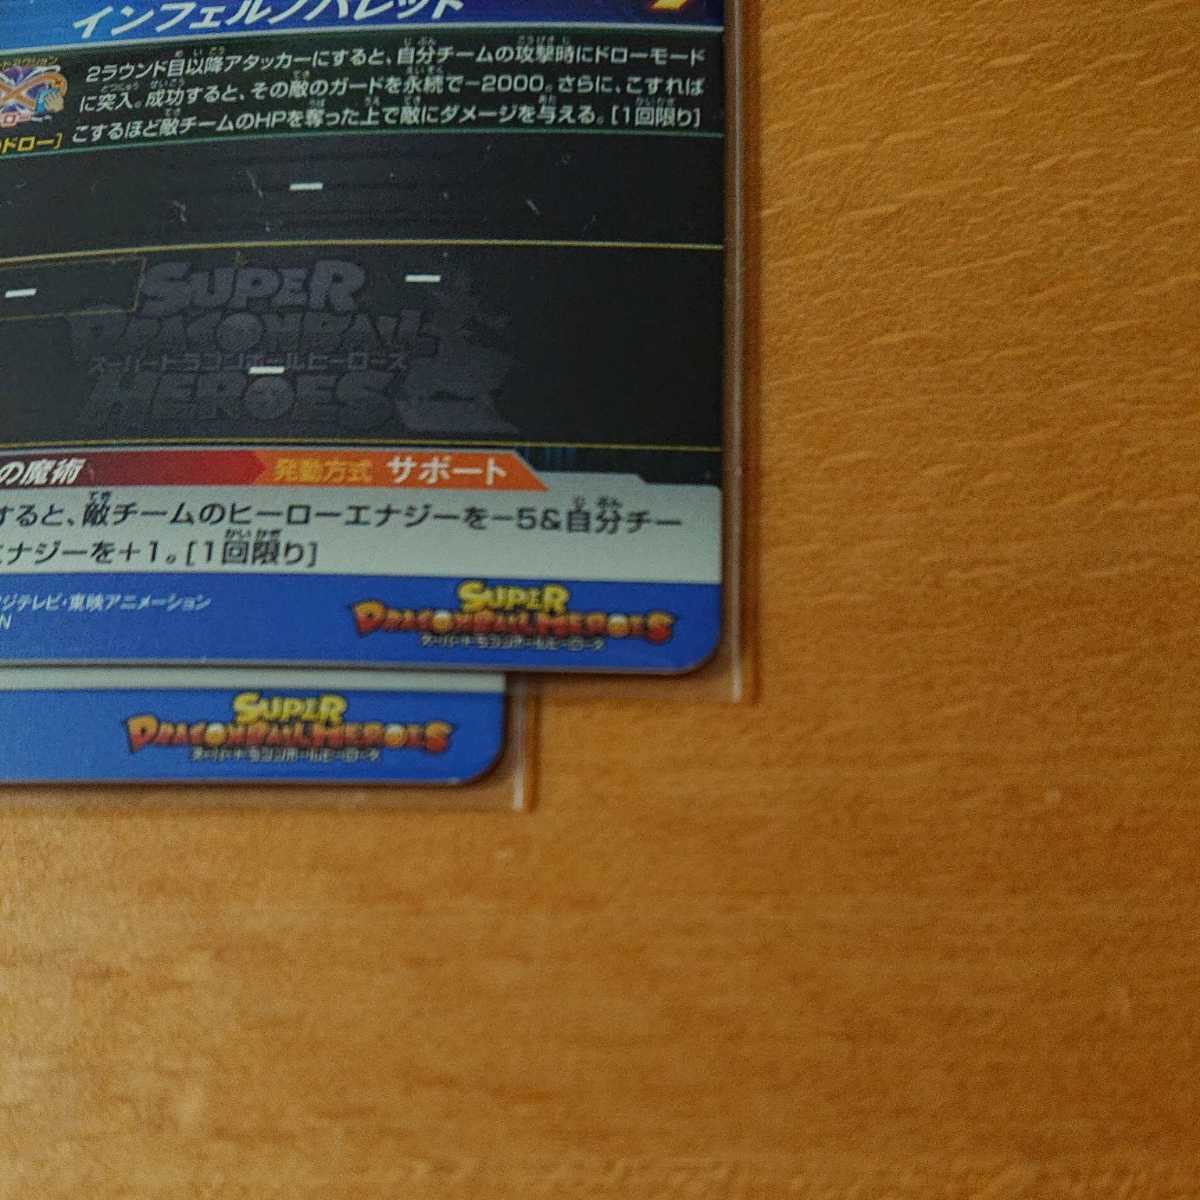 インフェルノバレット
2ラウンド目以降アタッカーにすると、自分チームの攻撃時にドローモード
に突入。成功すると、その敵のガードを永続で-2000。さらに、こすれば
こするほど敵チームのHPを奪った上で敵にダメージを与える。[1回限り]
ドロー]
SUPER
DRAGONBALL
スーパードラゴンボールヒーローズ
HEROES
の魔術
発動方式 サポート
すると、敵チームのヒーローエナジーを-5&自分チー
エナジーを+1。[1回限り]
フジテレビ・東映アニメーション
N
SUPER
DRAGONBALL HEROES
スーパードラゴンボールヒーローズ
SUPER
DRAGONBALL HEROES
スーパードラゴンボールヒーローズ